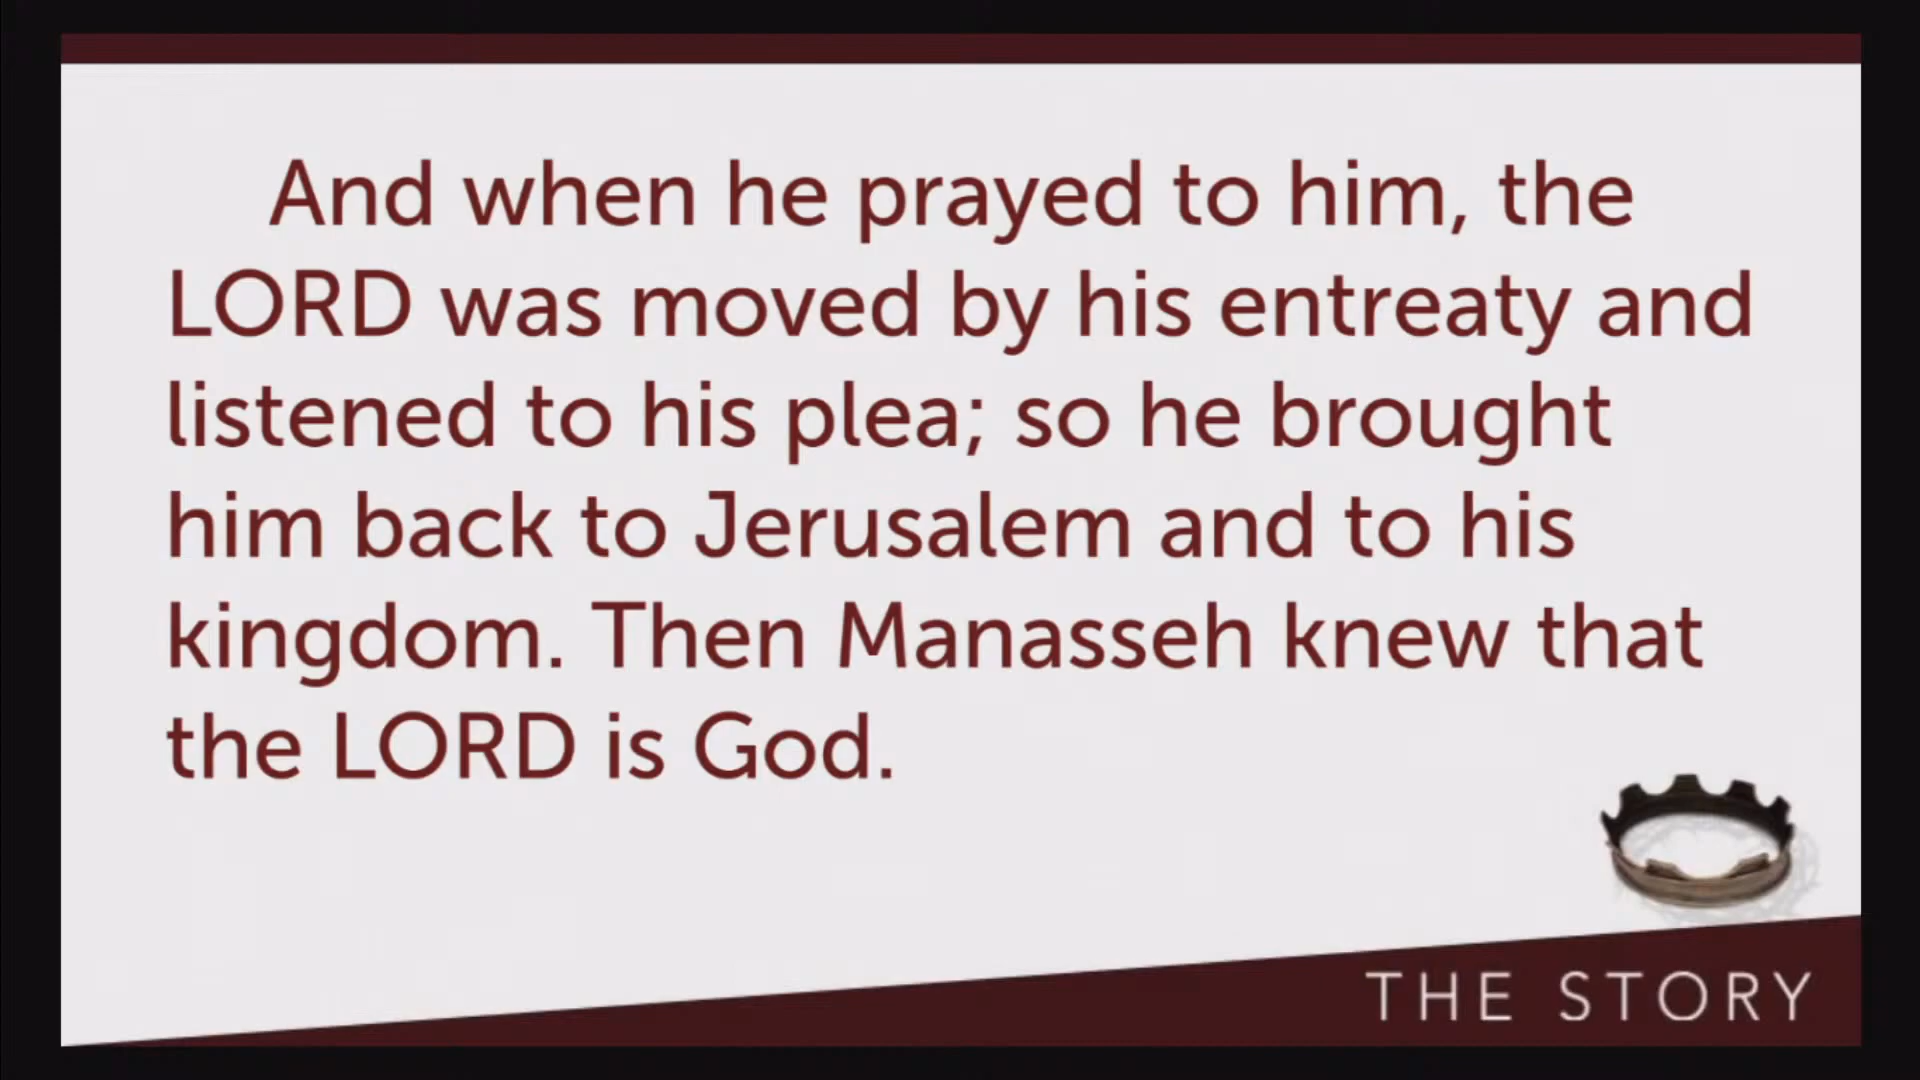 And when he prayed to him, the
LORD was moved by his entreaty and
listened to his plea; so he brought
him back to Jerusalem and to his
kingdom. Then Manasseh knew that
the LORD is God.
THE STORY